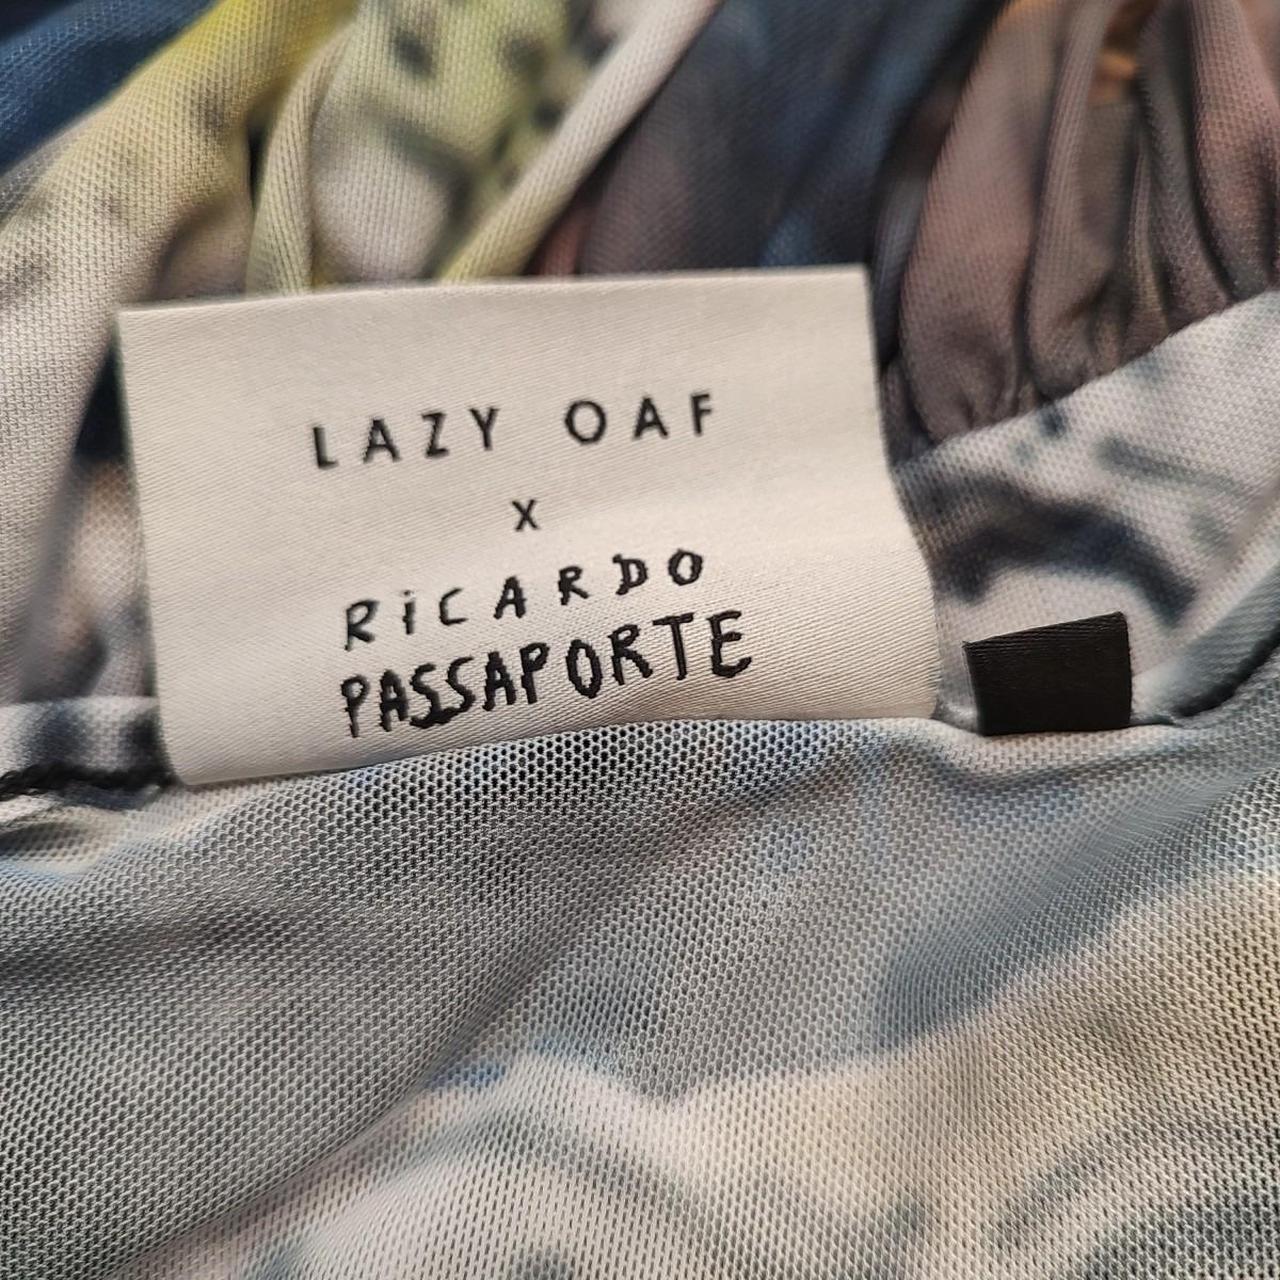 LAZY OAF
X
RiCARDO
PASSAPORTE